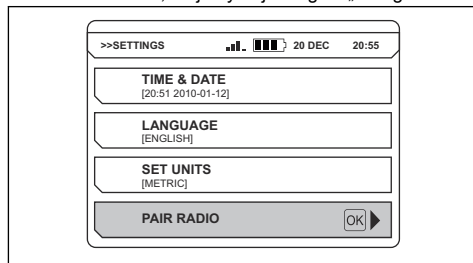 >>SETTINGS 20 DEC 20:55
TIME & DATE
[20:51 2010-01-12]
LANGUAGE
[ENGLISH]
SET UNITS
[METRIC]
PAIR RADIO OK